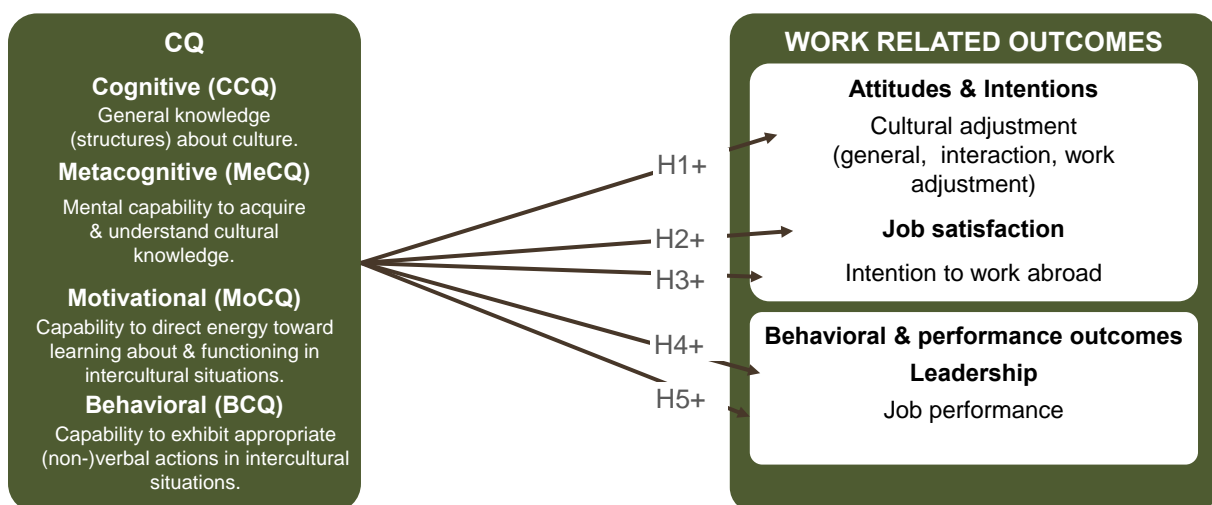 CQ
Cognitive (CCQ)
General knowledge
(structures) about culture.
Metacognitive (MeCQ)
Mental capability to acquire
& understand cultural
knowledge.
Motivational (MoCQ)
Capability to direct energy toward
learning about & functioning in
intercultural situations.
Behavioral (BCQ)
Capability to exhibit appropriate
(non-)verbal actions in intercultural
situations.
H1+
H2+
H3+
H4+
H5+
WORK RELATED OUTCOMES
Attitudes & Intentions
Cultural adjustment
(general, interaction, work
adjustment)
Job satisfaction
Intention to work abroad
Behavioral & performance outcomes
Leadership
Job performance